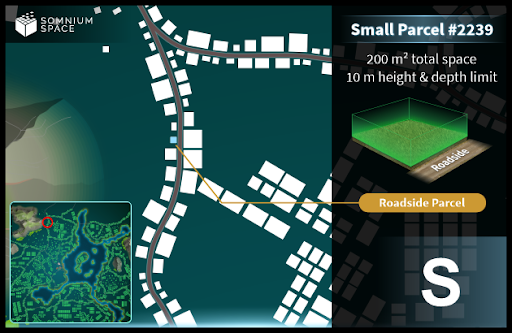 SOMNIUM
SPACE
Small Parcel #2239
200 m² total space
10 m height & depth limit
Roadside
Roadside Parcel
S